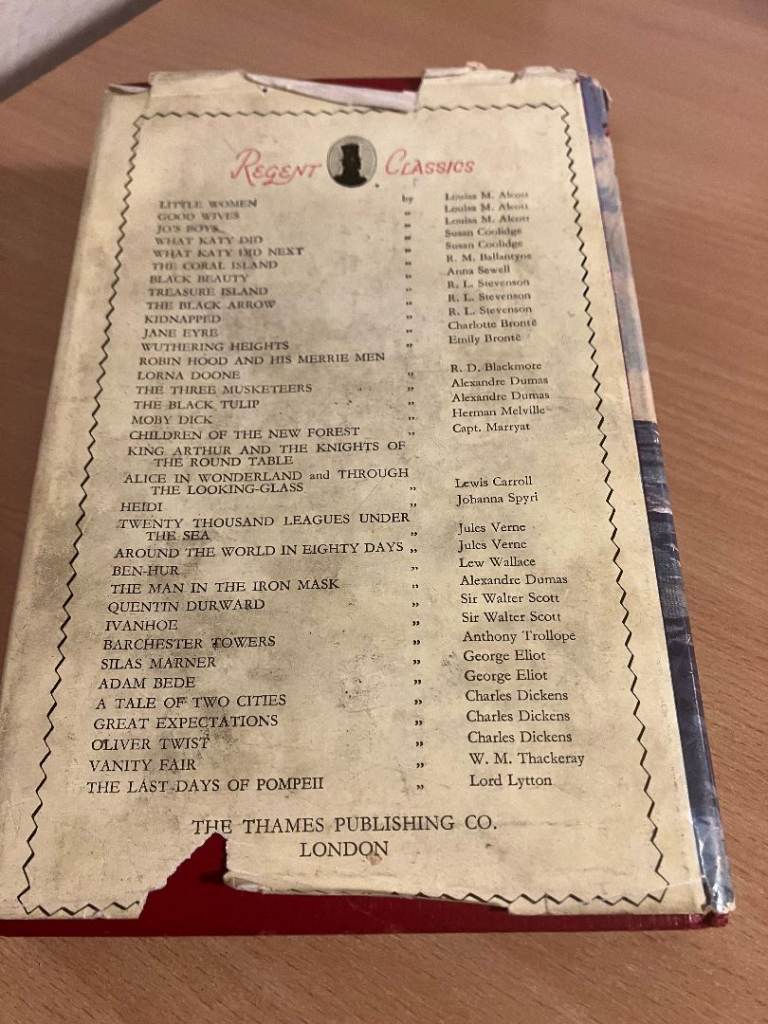 REGENT CLASSICS
LITTLE WOMEN by Louisa M. Alcott
GOOD WIVES " Louisa M. Alcott
JO'S BOYS " Louisa M. Alcott
WHAT KATY DID " Susan Coolidge
WHAT KATY DID NEXT " Susan Coolidge
THE CORAL ISLAND " R. M. Ballantyne
BLACK BEAUTY " Anna Sewell
TREASURE ISLAND " R. L. Stevenson
THE BLACK ARROW " R. L. Stevenson
KIDNAPPED " R. L. Stevenson
JANE EYRE " Charlotte Brontë
WUTHERING HEIGHTS " Emily Brontë
ROBIN HOOD AND HIS MERRIE MEN
LORNA DOONE " R. D. Blackmore
THE THREE MUSKETEERS " Alexandre Dumas
THE BLACK TULIP " Alexandre Dumas
MOBY DICK " Herman Melville
CHILDREN OF THE NEW FOREST " Capt. Marryat
KING ARTHUR AND THE KNIGHTS OF
THE ROUND TABLE
ALICE IN WONDERLAND and THROUGH
THE LOOKING-GLASS " Lewis Carroll
HEIDI " Johanna Spyri
TWENTY THOUSAND LEAGUES UNDER
THE SEA " Jules Verne
AROUND THE WORLD IN EIGHTY DAYS " Jules Verne
BEN-HUR " Lew Wallace
THE MAN IN THE IRON MASK " Alexandre Dumas
QUENTIN DURWARD " Sir Walter Scott
IVANHOE " Sir Walter Scott
BARCHESTER TOWERS " Anthony Trollope
SILAS MARNER " George Eliot
ADAM BEDE " George Eliot
A TALE OF TWO CITIES " Charles Dickens
GREAT EXPECTATIONS " Charles Dickens
OLIVER TWIST " Charles Dickens
VANITY FAIR " W. M. Thackeray
THE LAST DAYS OF POMPEII " Lord Lytton
THE THAMES PUBLISHING CO.
LONDON